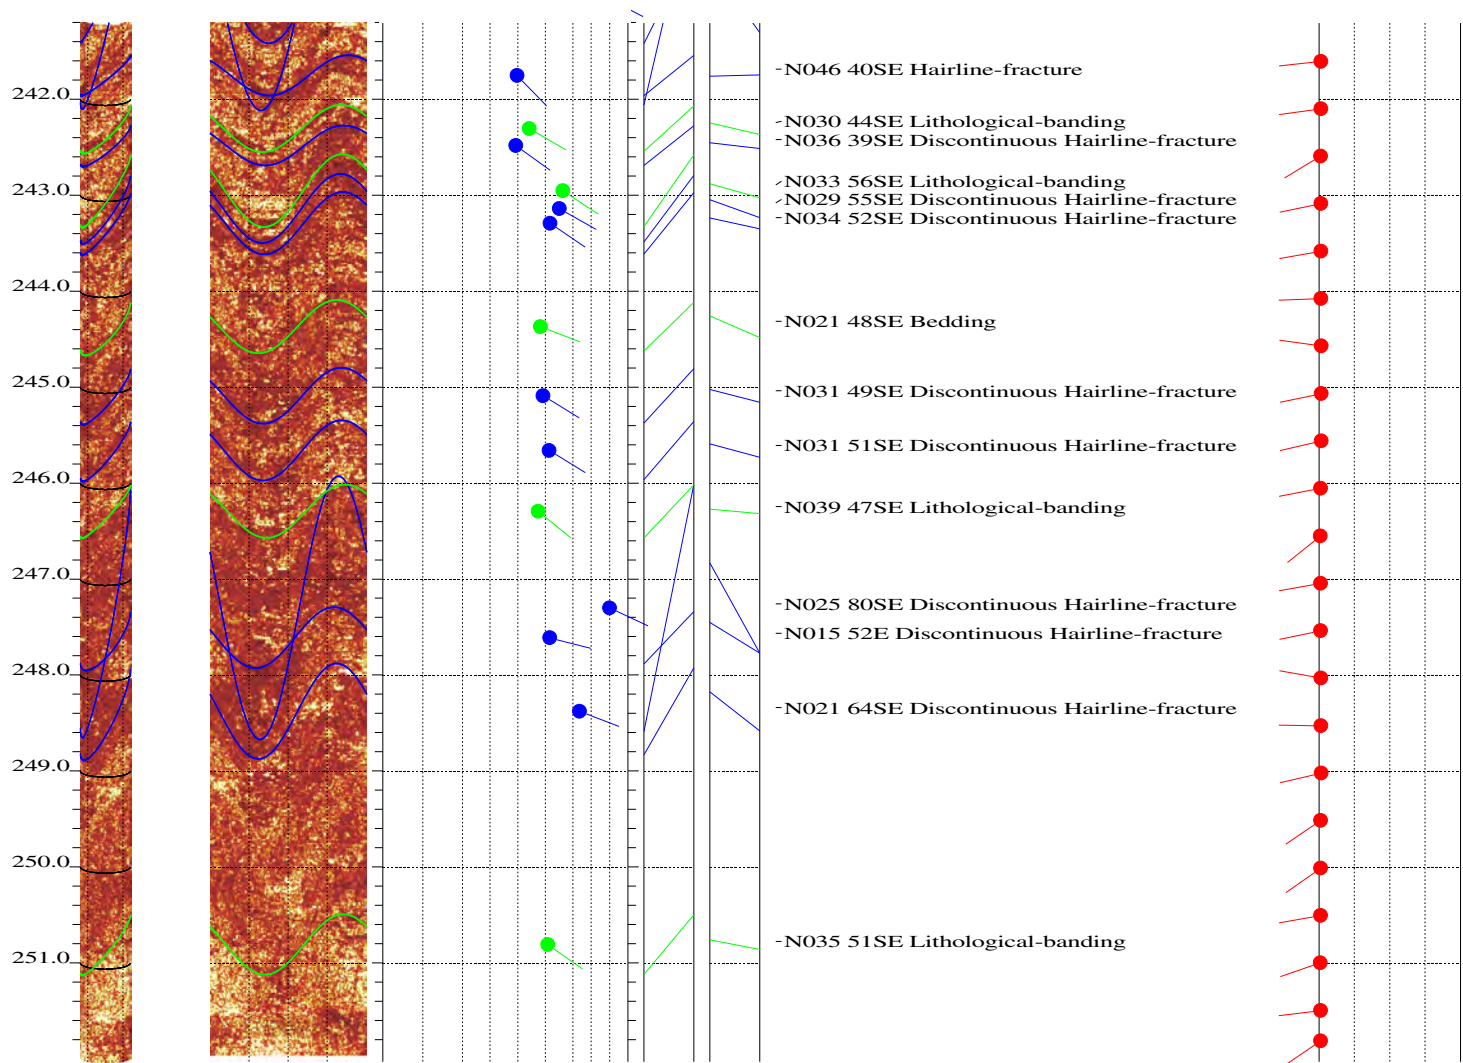 N046 40SE Hairline-fracture
242.0
N030 44SE Lithological-banding
N036 39SE Discontinuous Hairline-fracture
N033 56SE Lithological-banding
243.0
N029 55SE Discontinuous Hairline-fracture
N034 52SE Discontinuous Hairline-fracture
244.0
N021 48SE Bedding
245.0
N031 49SE Discontinuous Hairline-fracture
N031 51SE Discontinuous Hairline-fracture
246.0
N039 47SE Lithological-banding
247.0
N025 80SE Discontinuous Hairline-fracture
N015 52E Discontinuous Hairline-fracture
248.0
N021 64SE Discontinuous Hairline-fracture
249.0
250.0
N035 51SE Lithological-banding
251.0